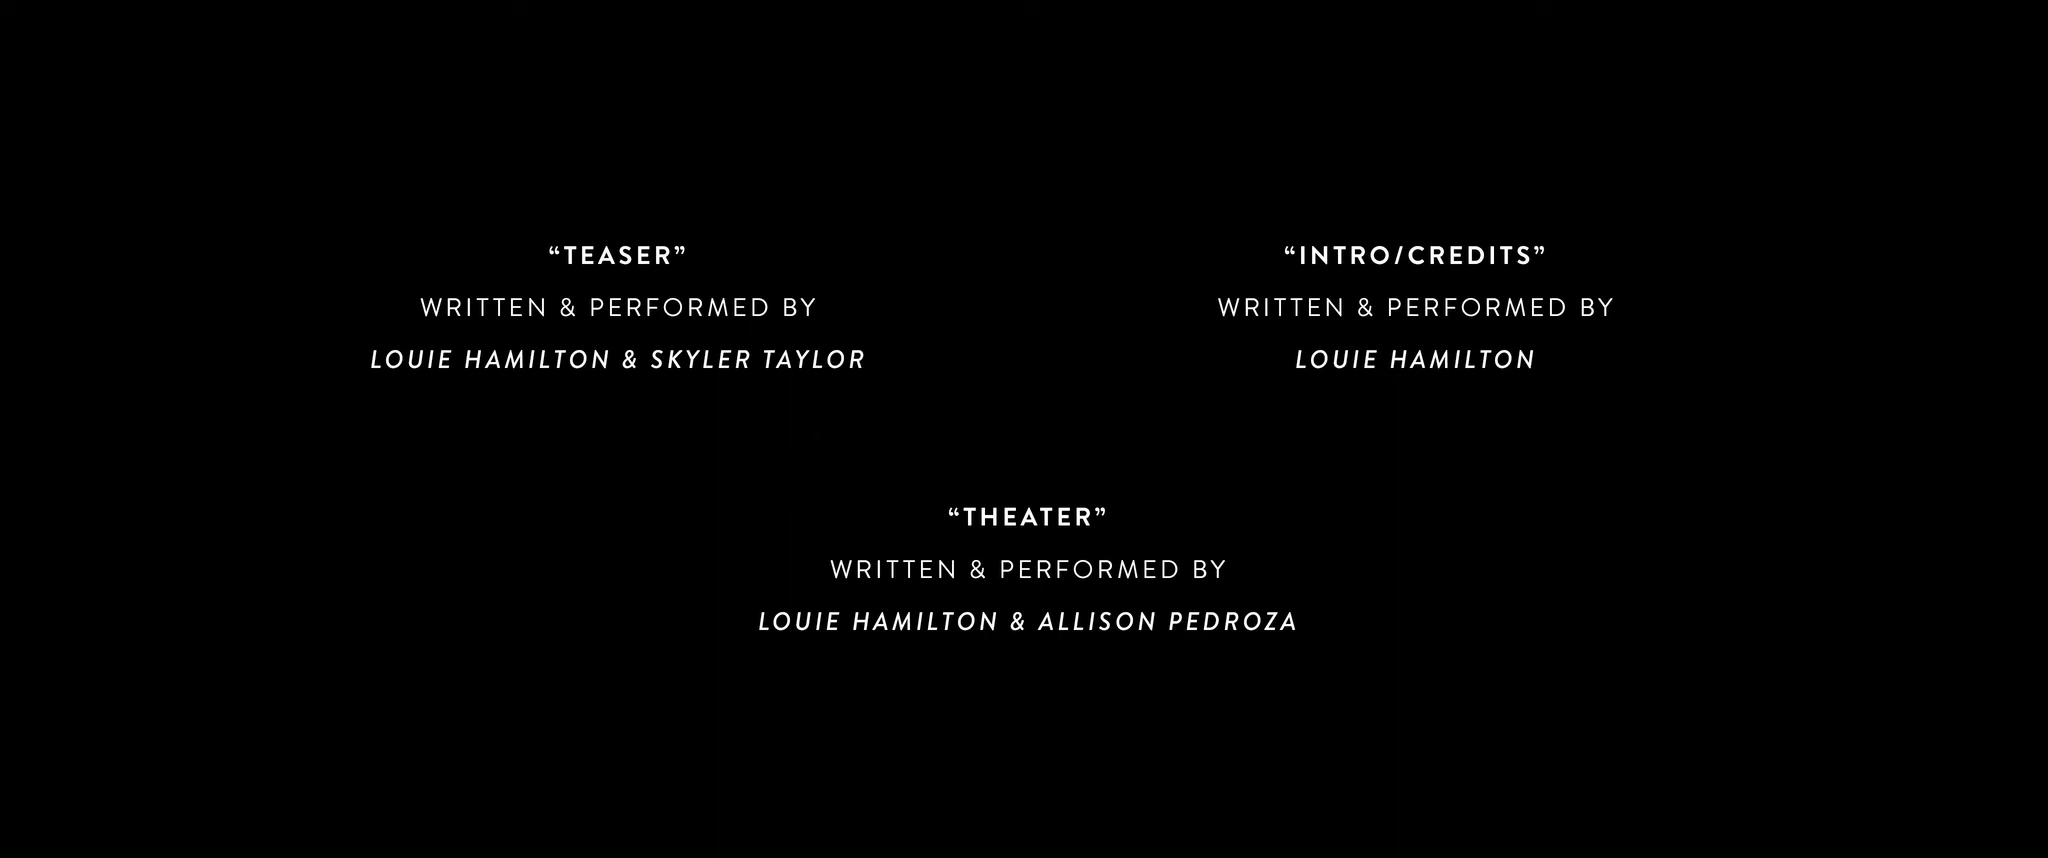 “TEASER”
WRITTEN & PERFORMED BY
LOUIE HAMILTON & SKYLER TAYLOR
“INTRO/CREDITS”
WRITTEN & PERFORMED BY
LOUIE HAMILTON
“THEATER”
WRITTEN & PERFORMED BY
LOUIE HAMILTON & ALLISON PEDROZA